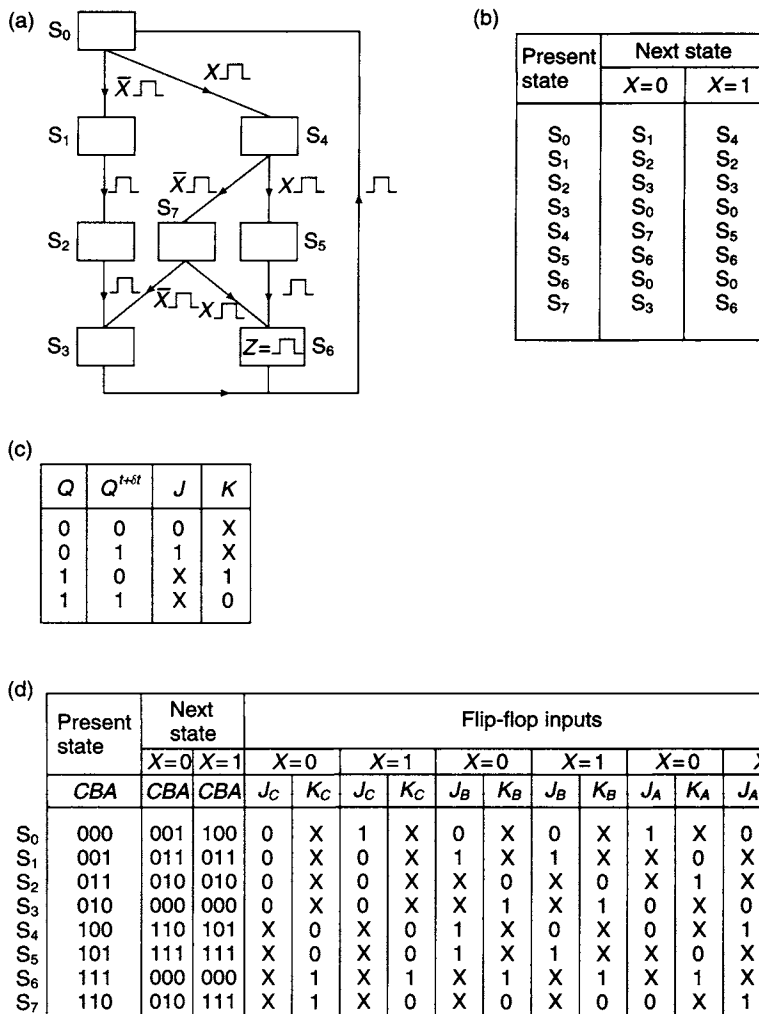 (a)
S₀
X̄
X
S₁
S₄
X̄
X
S₇
S₂
S₅
X̄
X
S₃
Z=
S₆
(b)
Present state
Next state
X=0 X=1
S₀ S₁ S₄
S₁ S₂ S₂
S₂ S₃ S₃
S₃ S₀ S₀
S₄ S₇ S₅
S₅ S₆ S₆
S₆ S₀ S₀
S₇ S₃ S₆
(c)
Q Qᵗ⁺ᵟᵗ J K
0 0 0 X
0 1 1 X
1 0 X 1
1 1 X 0
(d)
Present state
Next state
Flip-flop inputs
X=0 X=1 X=0 X=1 X=0 X=1 X=0
CBA CBA CBA J_C K_C J_C K_C J_B K_B J_B K_B J_A K_A J_A
S₀ 000 001 100 0 X 1 X 0 X 0 X 1 X 0
S₁ 001 011 011 0 X 0 X 1 X 1 X X 0 X
S₂ 011 010 010 0 X 0 X X 0 X 0 X 1 X
S₃ 010 000 000 0 X 0 X X 1 X 1 0 X 0
S₄ 100 110 101 X 0 X 0 1 X 0 X 0 X 1
S₅ 101 111 111 X 0 X 0 1 X 1 X X 0 X
S₆ 111 000 000 X 1 X 1 X 1 X 1 X 1 X
S₇ 110 010 111 X 1 X 0 X 0 X 0 0 X 1